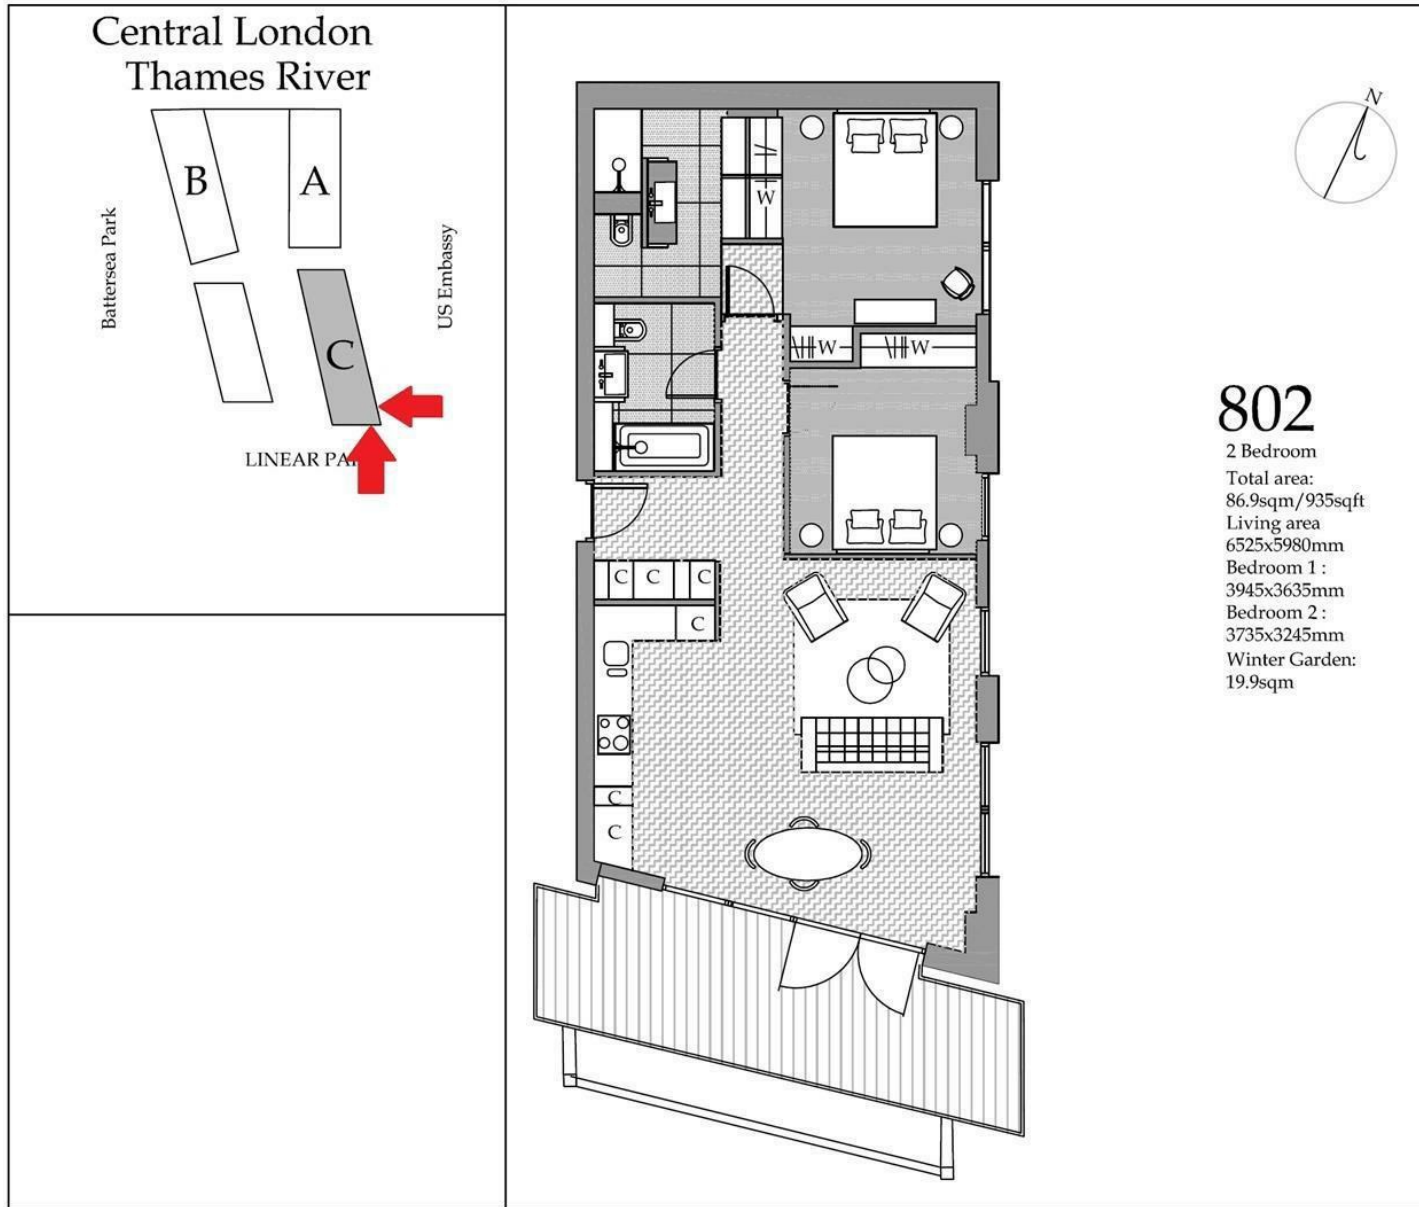 Central London
Thames River
B
A
Battersea Park
US Embassy
C
LINEAR PA
N
W
W
W
C
C
C
C
C
C
802
2 Bedroom
Total area:
86.9sqm/935sqft
Living area
6525x5980mm
Bedroom 1 :
3945x3635mm
Bedroom 2 :
3735x3245mm
Winter Garden:
19.9sqm